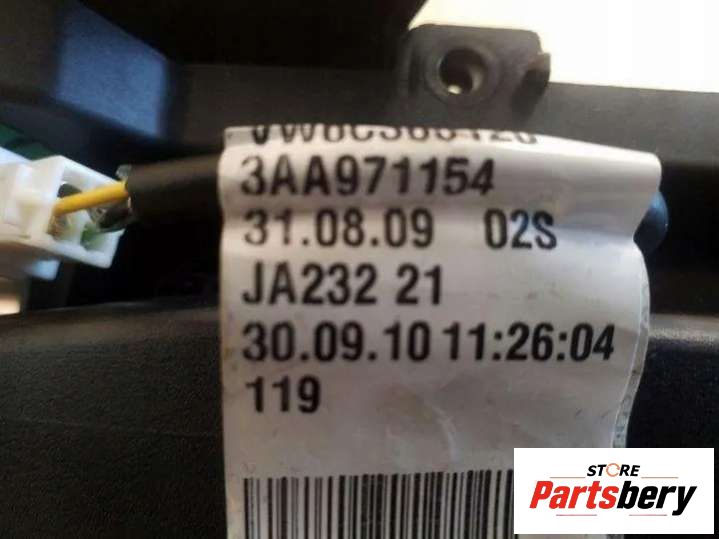 3AA971154
31.08.09 02S
JA232 21
30.09.10 11:26:04
119
STORE
Partsbery